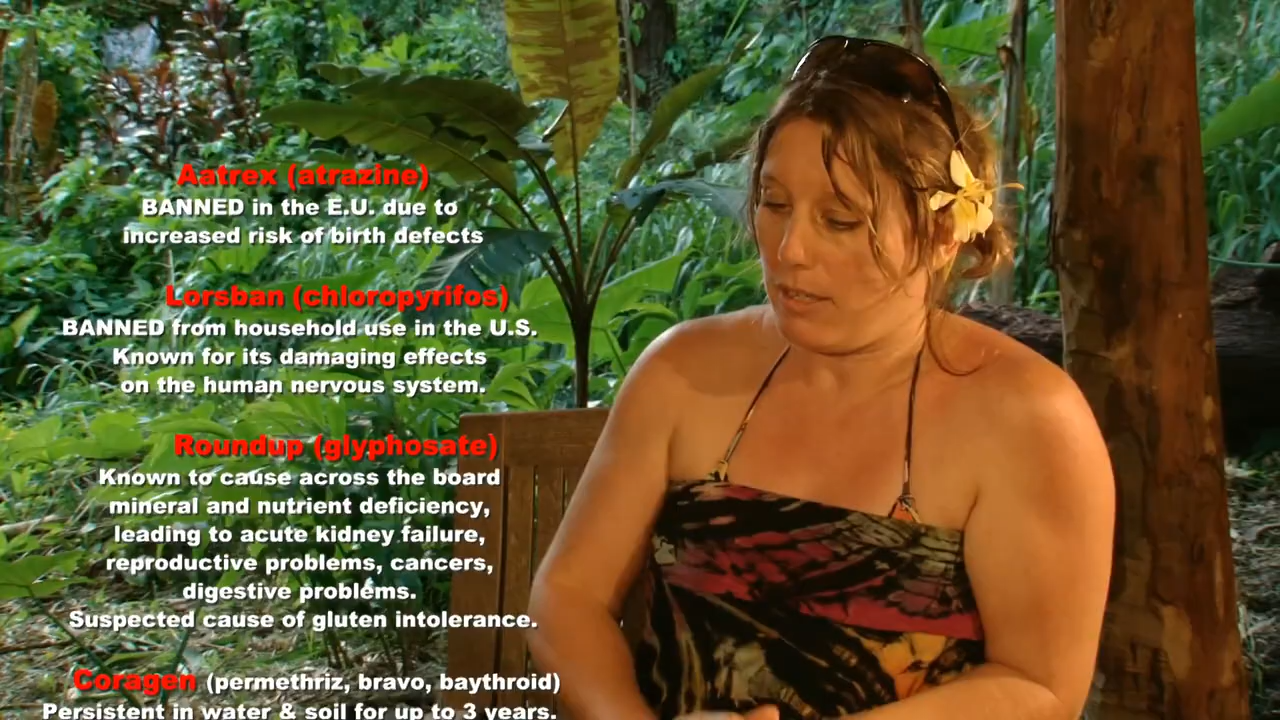 Aatrex (atrazine)
BANNED in the E.U. due to
increased risk of birth defects
Lorsban (chloropyrifos)
BANNED from household use in the U.S.
Known for its damaging effects
on the human nervous system.
Roundup (glyphosate)
Known to cause across the board
mineral and nutrient deficiency,
leading to acute kidney failure,
reproductive problems, cancers,
digestive problems.
Suspected cause of gluten intolerance.
Coragen (permethriz, bravo, baythroid)
Persistent in water & soil for up to 3 years.